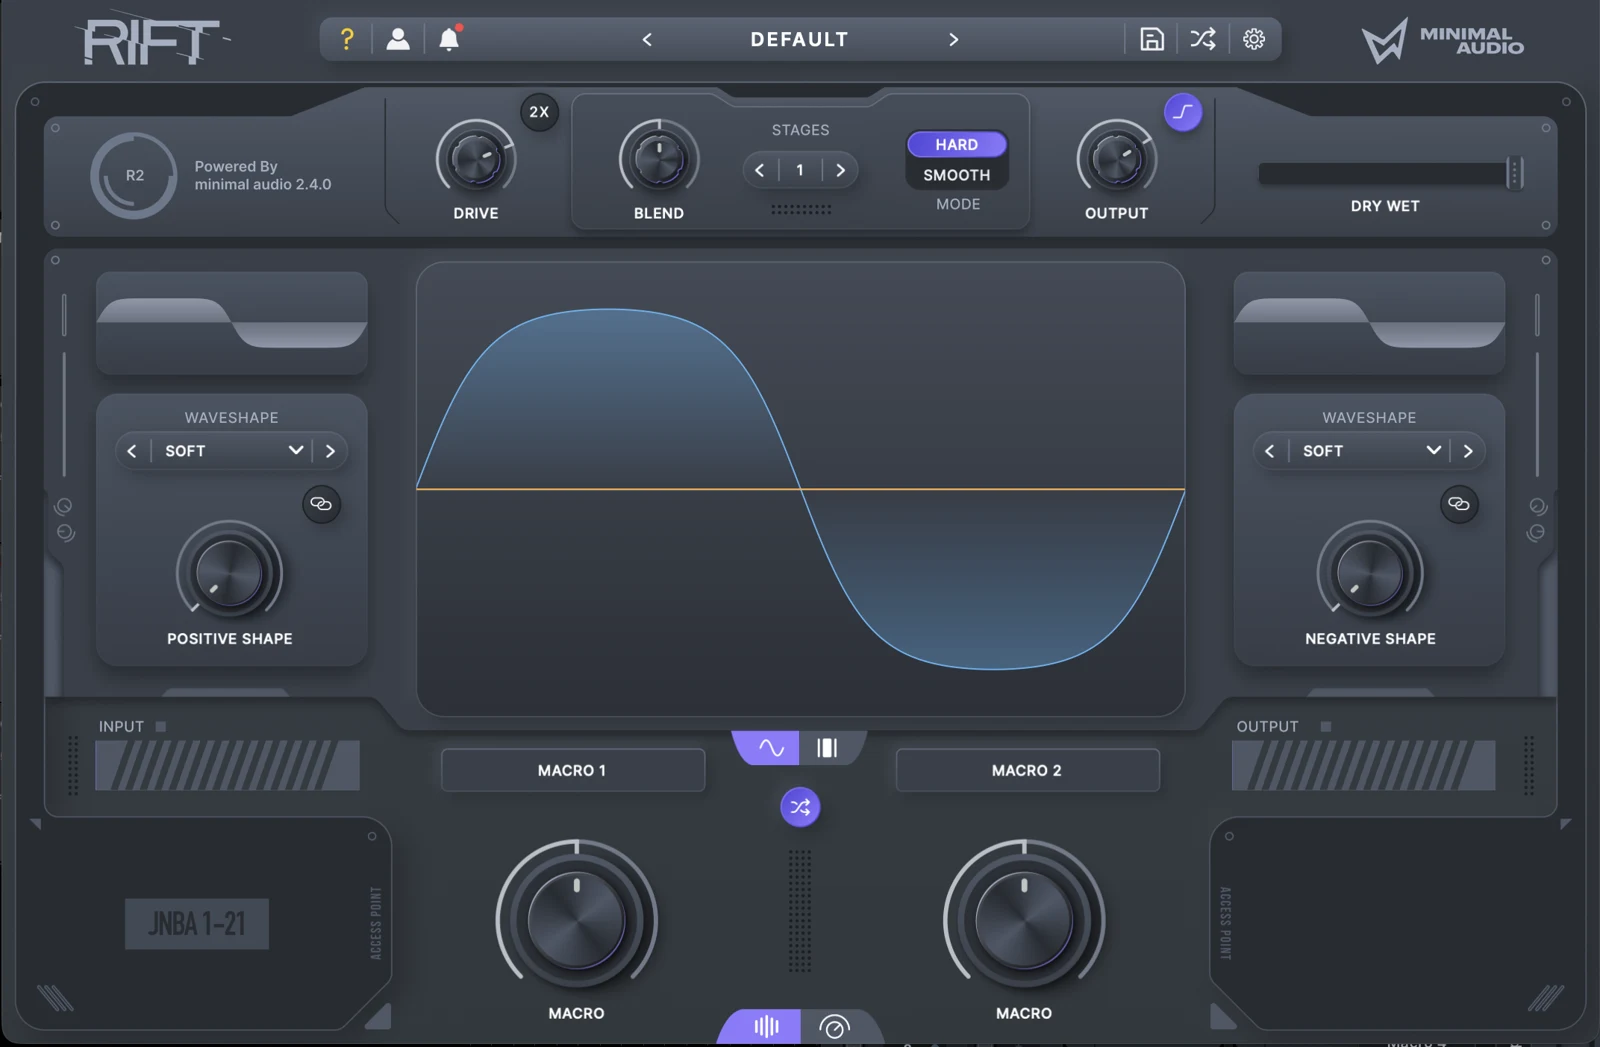 RIFT
?
DEFAULT
MINIMAL
AUDIO
R2
Powered By
minimal audio 2.4.0
2X
DRIVE
BLEND
STAGES
1
HARD
SMOOTH
MODE
OUTPUT
DRY WET
WAVESHAPE
SOFT
POSITIVE SHAPE
WAVESHAPE
SOFT
NEGATIVE SHAPE
INPUT
OUTPUT
MACRO 1
MACRO 2
JNBA 1-21
ACCESS POINT
ACCESS POINT
MACRO
MACRO